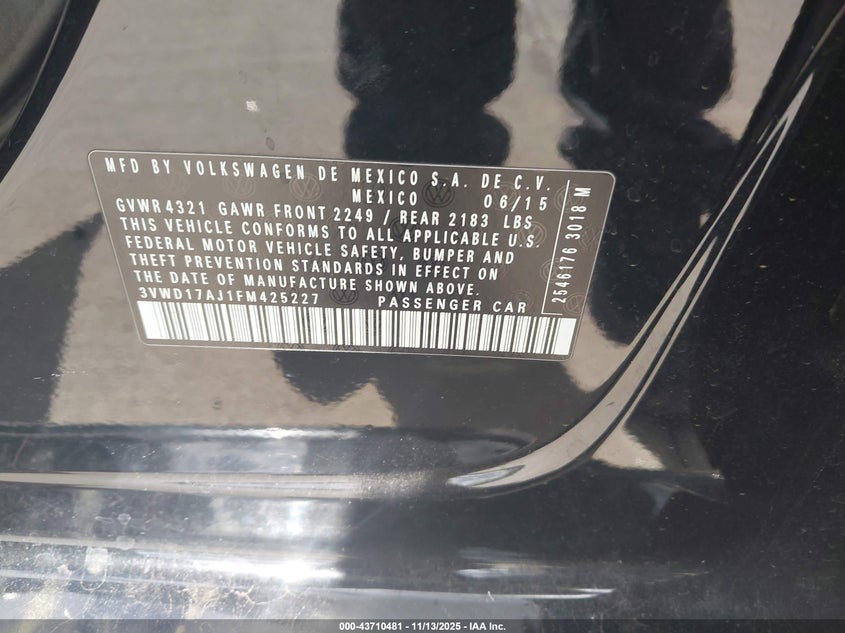 MFD BY VOLKSWAGEN DE MEXICO S.A. DE C.V.
MEXICO 06/15
GVWR 4321 GAWR FRONT 2249 / REAR 2183 LBS
THIS VEHICLE CONFORMS TO ALL APPLICABLE U.S.
FEDERAL MOTOR VEHICLE SAFETY, BUMPER AND
THEFT PREVENTION STANDARDS IN EFFECT ON
THE DATE OF MANUFACTURE SHOWN ABOVE.
3VWD17AJ1FM425227 PASSENGER CAR
2546176 3018 M
000-43710481 - 11/13/2025 - IAA Inc.